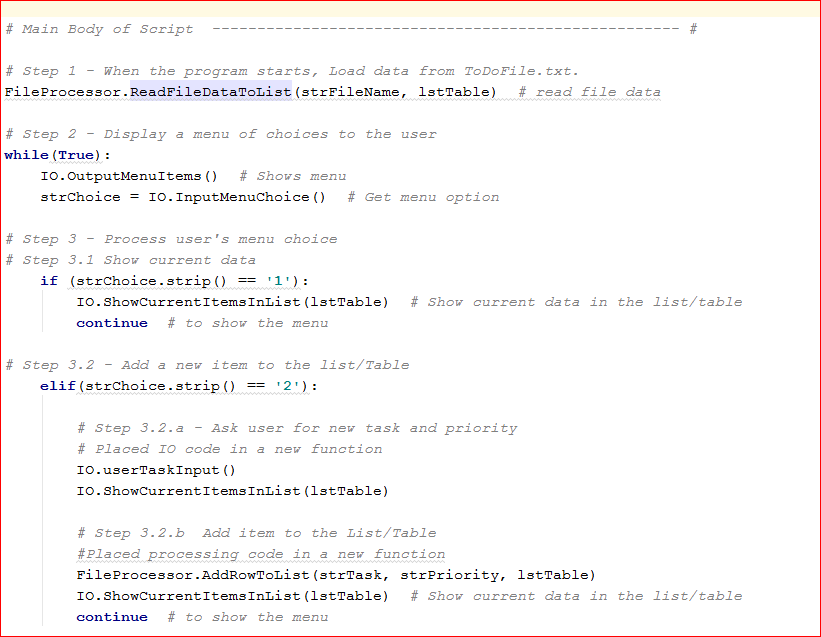 # Main Body of Script  ---------------------------------------------------- #
# Step 1 - When the program starts, Load data from ToDoFile.txt.
FileProcessor.ReadFileDataToList(strFileName, lstTable)  # read file data
# Step 2 - Display a menu of choices to the user
while(True):
    IO.OutputMenuItems()  # Shows menu
    strChoice = IO.InputMenuChoice()  # Get menu option
# Step 3 - Process user's menu choice
# Step 3.1 Show current data
    if (strChoice.strip() == '1'):
        IO.ShowCurrentItemsInList(lstTable)  # Show current data in the list/table
        continue  # to show the menu
# Step 3.2 - Add a new item to the list/Table
    elif(strChoice.strip() == '2'):
        # Step 3.2.a - Ask user for new task and priority
        # Placed IO code in a new function
        IO.userTaskInput()
        IO.ShowCurrentItemsInList(lstTable)
        # Step 3.2.b  Add item to the List/Table
        #Placed processing code in a new function
        FileProcessor.AddRowToList(strTask, strPriority, lstTable)
        IO.ShowCurrentItemsInList(lstTable)  # Show current data in the list/table
        continue  # to show the menu